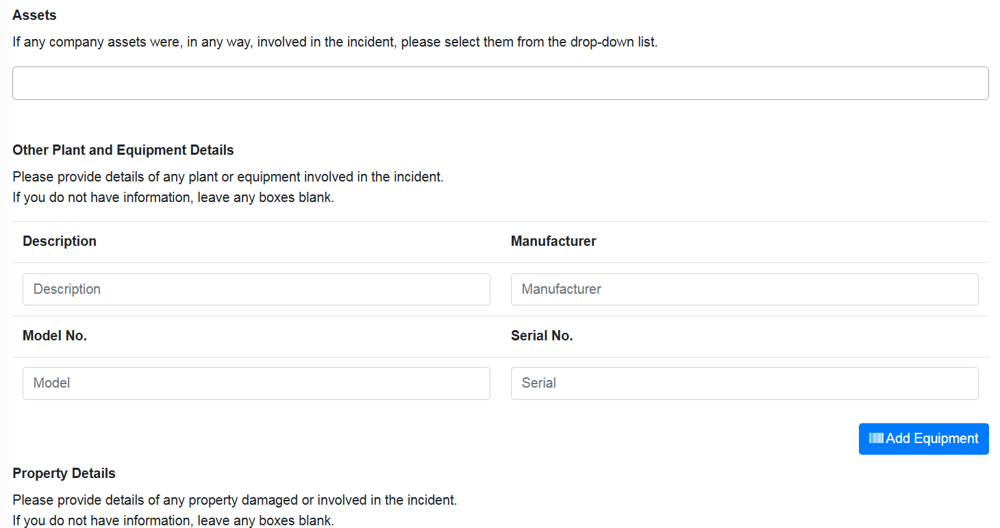 Assets
If any company assets were, in any way, involved in the incident, please select them from the drop-down list.
Other Plant and Equipment Details
Please provide details of any plant or equipment involved in the incident.
If you do not have information, leave any boxes blank.
Description Manufacturer
Description Manufacturer
Model No. Serial No.
Model Serial
Add Equipment
Property Details
Please provide details of any property damaged or involved in the incident.
If you do not have information, leave any boxes blank.